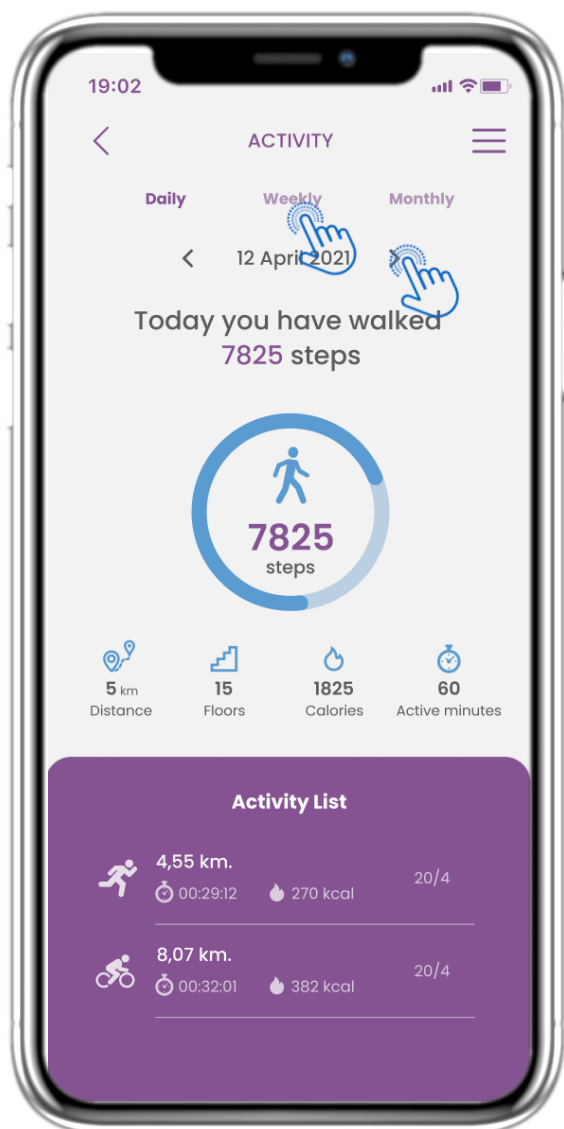 19:02
ACTIVITY
Daily Weekly Monthly
12 April 2021
Today you have walked
7825 steps
7825
steps
5 km 15 1825 60
Distance Floors Calories Active minutes
Activity List
4,55 km.
00:29:12 270 kcal 20/4
8,07 km.
00:32:01 382 kcal 20/4